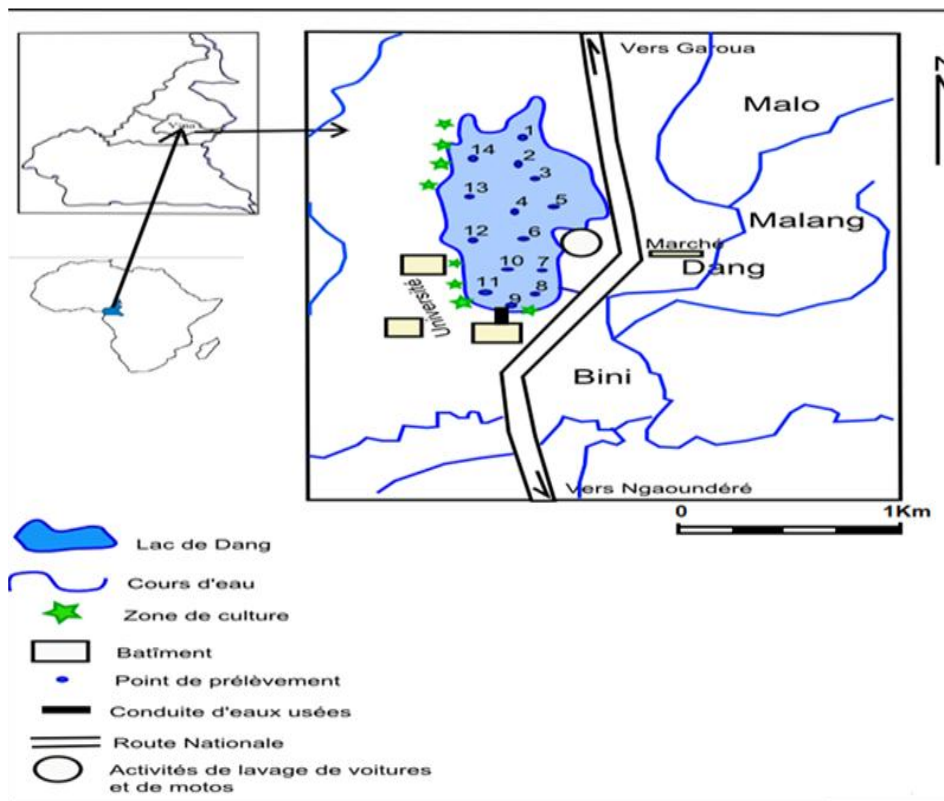 Vina
N
Vers Garoua
Malo
1
14
2
3
13
4
5
Malang
12
6
Marché
Dang
10
7
11
8
9
Université
Bini
Vers Ngaoundéré
0
1Km
Lac de Dang
Cours d'eau
Zone de culture
Batîment
Point de prélèvement
Conduite d'eaux usées
Route Nationale
Activités de lavage de voitures
et de motos